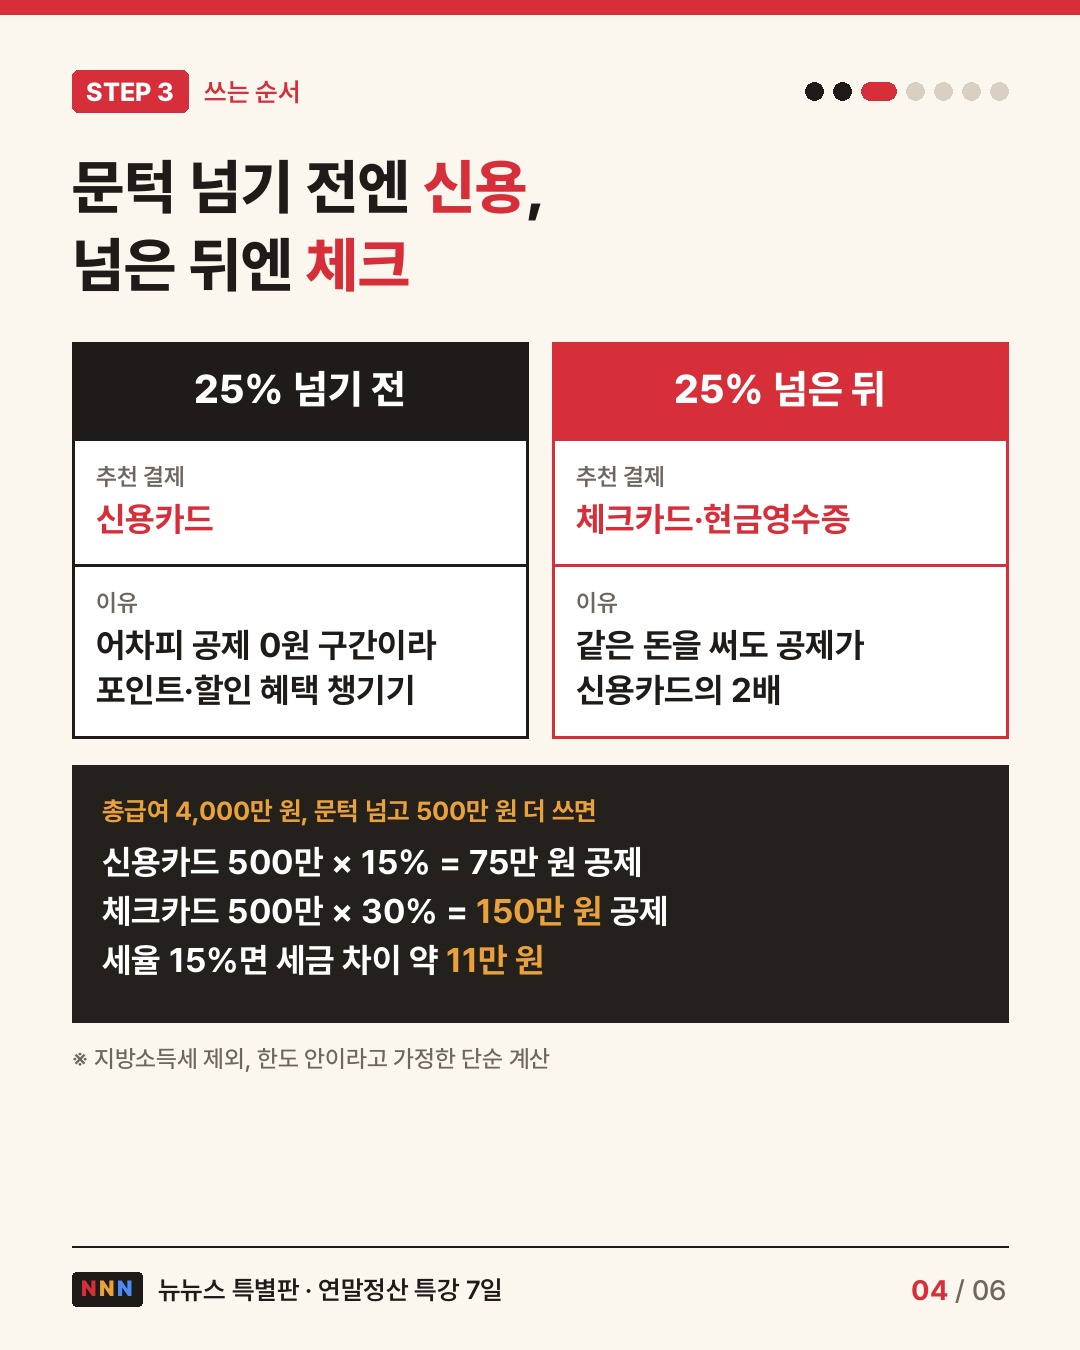 STEP 3 쓰는 순서
문턱 넘기 전엔 신용,
넘은 뒤엔 체크
25% 넘기 전
추천 결제
신용카드
이유
어차피 공제 0원 구간이라
포인트·할인 혜택 챙기기
25% 넘은 뒤
추천 결제
체크카드·현금영수증
이유
같은 돈을 써도 공제가
신용카드의 2배
총급여 4,000만 원, 문턱 넘고 500만 원 더 쓰면
신용카드 500만 × 15% = 75만 원 공제
체크카드 500만 × 30% = 150만 원 공제
세율 15%면 세금 차이 약 11만 원
※ 지방소득세 제외, 한도 안이라고 가정한 단순 계산
NNN 뉴뉴스 특별판 · 연말정산 특강 7일
04 / 06